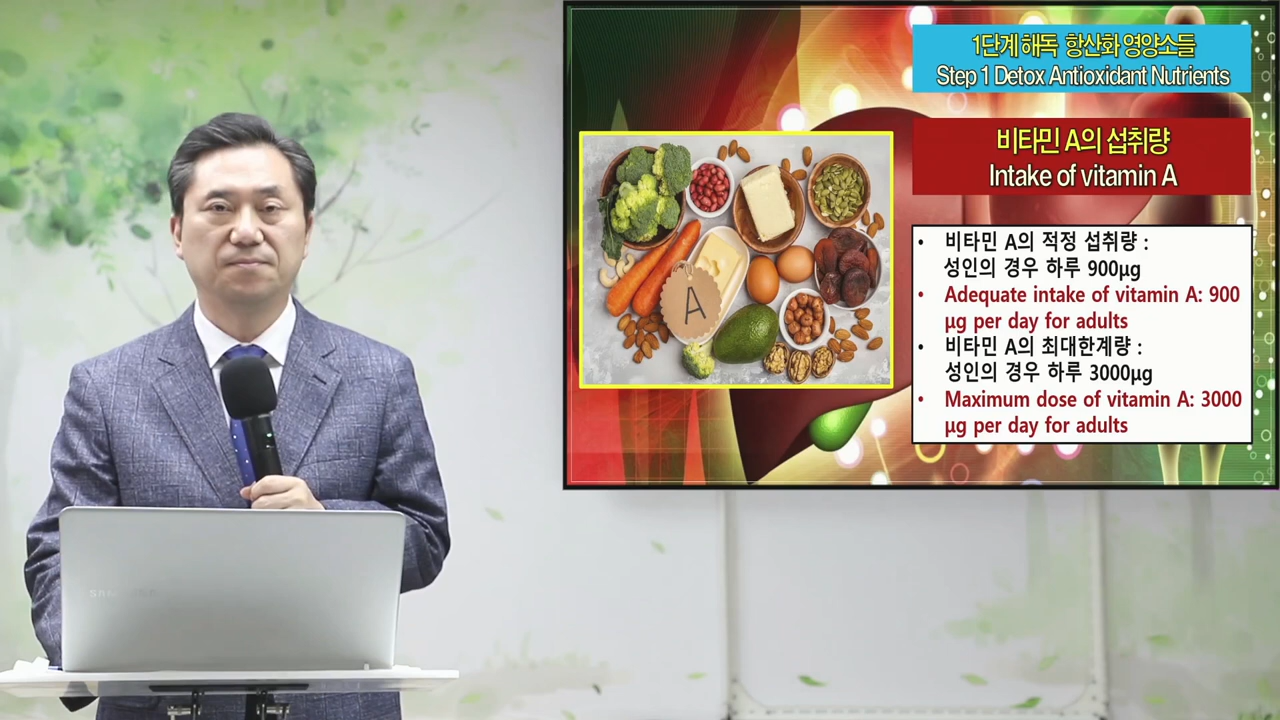 1단계 해독 항산화 영양소들
Step 1 Detox Antioxidant Nutrients
비타민 A의 섭취량
Intake of vitamin A
A
• 비타민 A의 적정 섭취량 :
성인의 경우 하루 900μg
• Adequate intake of vitamin A: 900
μg per day for adults
• 비타민 A의 최대한계량 :
성인의 경우 하루 3000μg
• Maximum dose of vitamin A: 3000
μg per day for adults
SAMSUNG